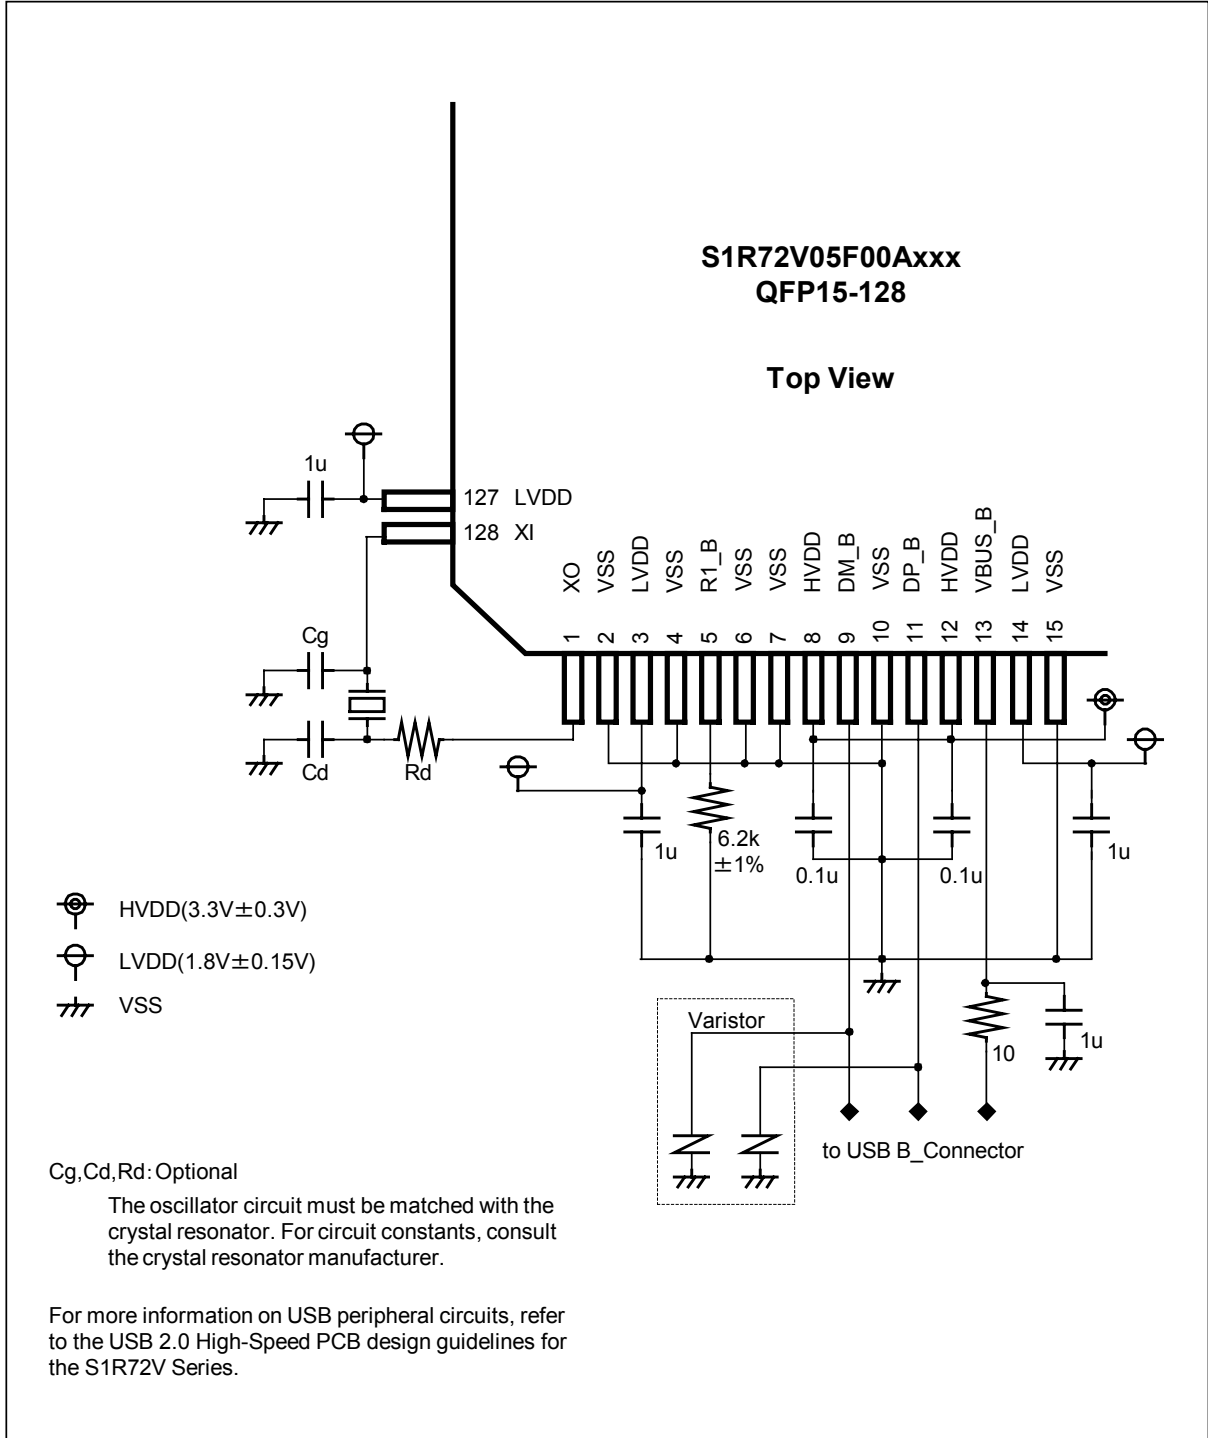 S1R72V05F00Axxx
QFP15-128
Top View
1u
127 LVDD
128 XI
XO
VSS
LVDD
VSS
R1_B
VSS
VSS
HVDD
DM_B
VSS
DP_B
HVDD
VBUS_B
LVDD
VSS
1
2
3
4
5
6
7
8
9
10
11
12
13
14
15
Cg
Cd
Rd
1u
6.2k
±1%
0.1u
0.1u
1u
HVDD(3.3V±0.3V)
LVDD(1.8V±0.15V)
VSS
Varistor
10
1u
to USB B_Connector
Cg,Cd,Rd: Optional
The oscillator circuit must be matched with the
crystal resonator. For circuit constants, consult
the crystal resonator manufacturer.
For more information on USB peripheral circuits, refer
to the USB 2.0 High-Speed PCB design guidelines for
the S1R72V Series.